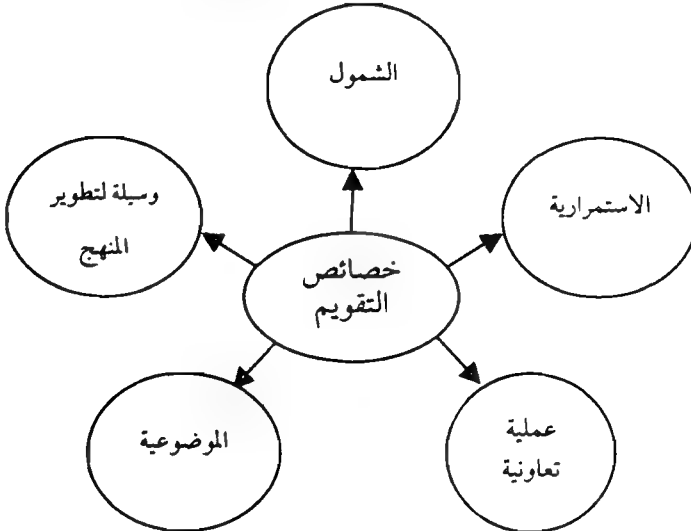 الشمول
الاستمرارية
وسيلة لتطوير
المنهج
خصائص
التقويم
عملية
تعاونية
الموضوعية